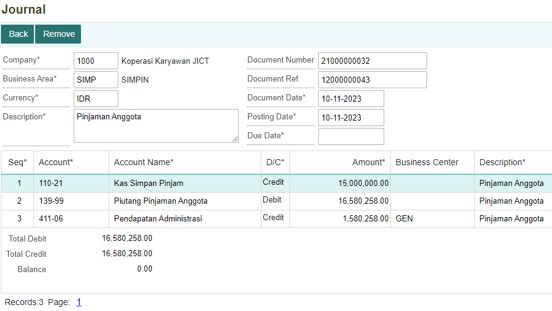 Journal
Back Remove
Company* 1000 Koperasi Karyawan JICT Document Number 21000000032
Business Area* SIMP SIMPIN Document Ref. 12000000043
Currency* IDR Document Date* 10-11-2023
Description* Pinjaman Anggota Posting Date* 10-11-2023
Due Date*
Seq* Account* Account Name* D/C* Amount* Business Center Description*
1 110-21 Kas Simpan Pinjam Credit 15,000,000.00 Pinjaman Anggota
2 139-99 Piutang Pinjaman Anggota Debit 16,580,258.00 Pinjaman Anggota
3 411-06 Pendapatan Administrasi Credit 1,580,258.00 GEN Pinjaman Anggota
Total Debit 16,580,258.00
Total Credit 16,580,258.00
Balance 0.00
Records:3 Page: 1